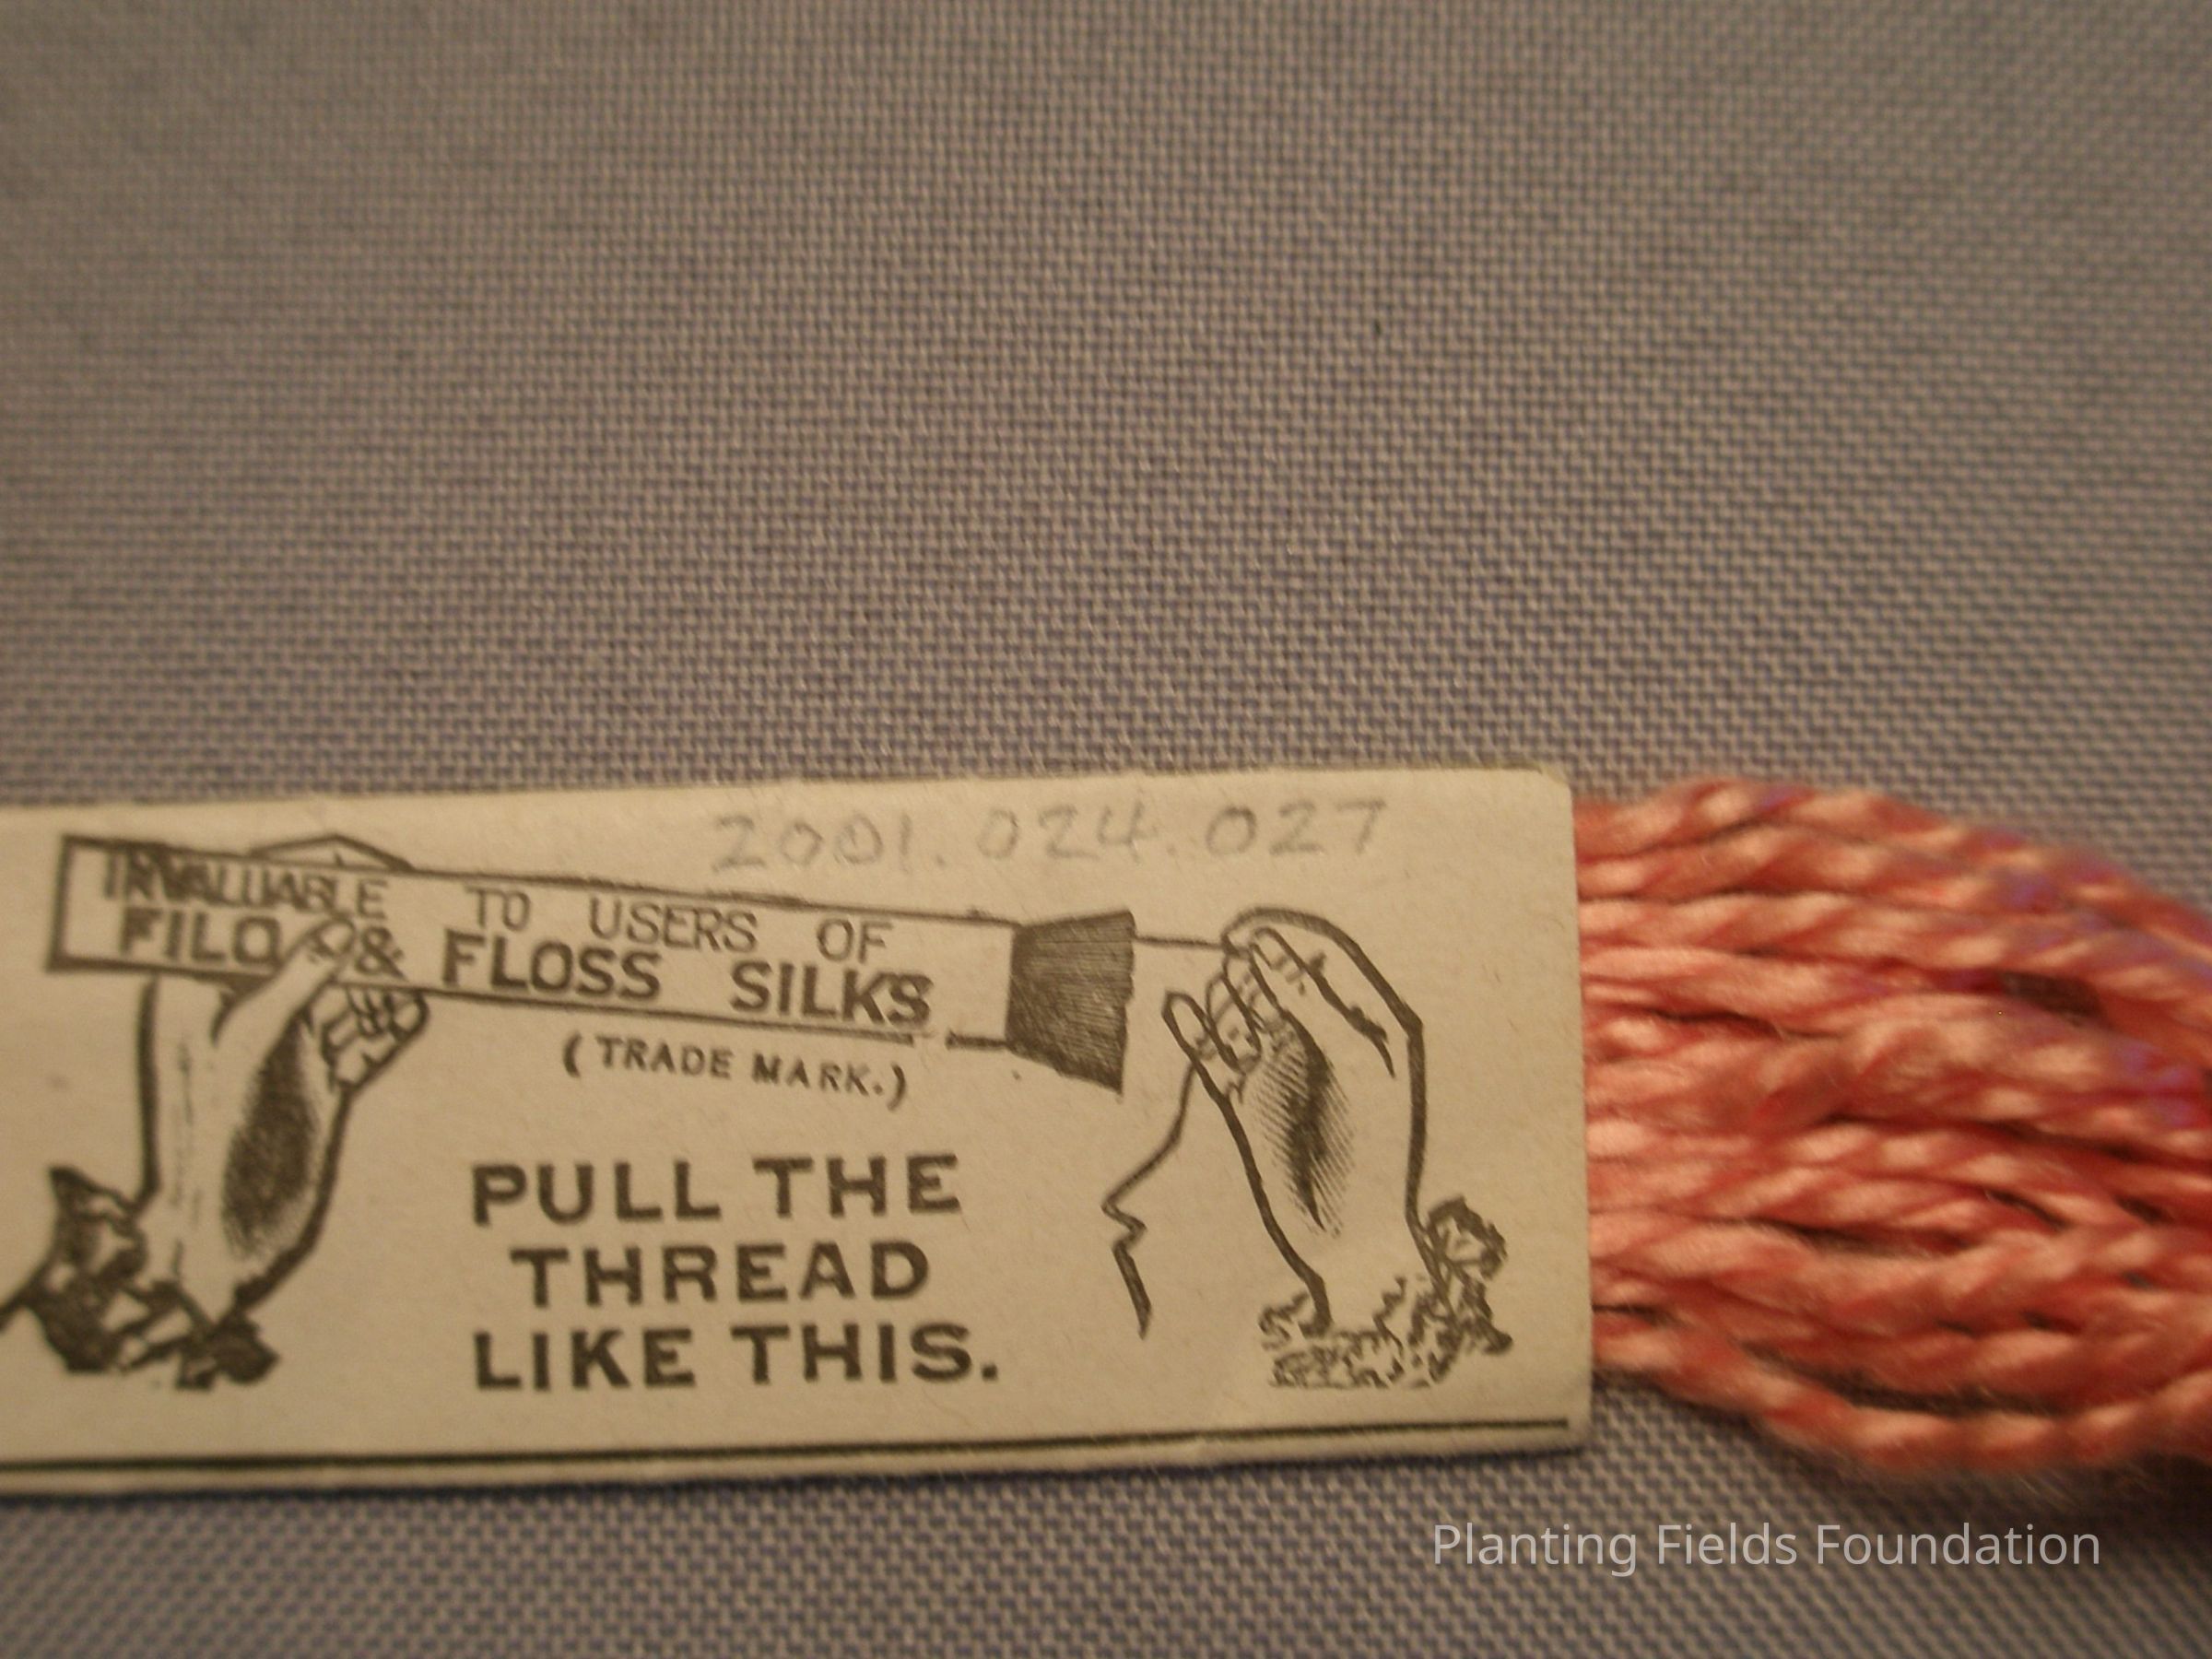 2001.024.027
INVALUABLE TO USERS OF
FILO & FLOSS SILKS
(TRADE MARK.)
PULL THE
THREAD
LIKE THIS.
Planting Fields Foundation